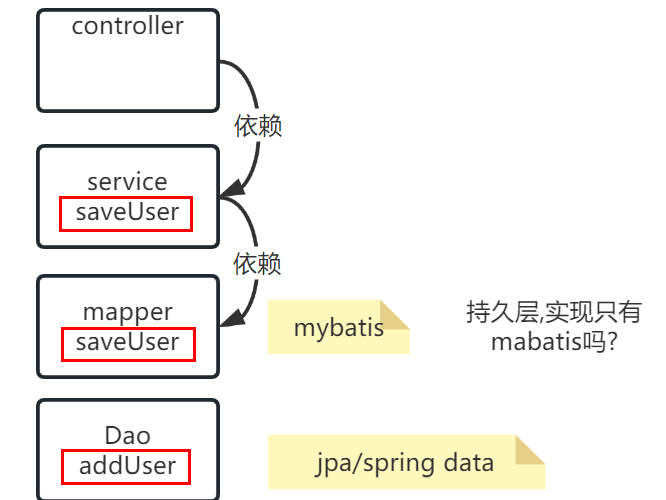 controller
依赖
service
saveUser
依赖
mapper
saveUser
mybatis
持久层,实现只有
mabatis吗?
Dao
addUser
jpa/spring data